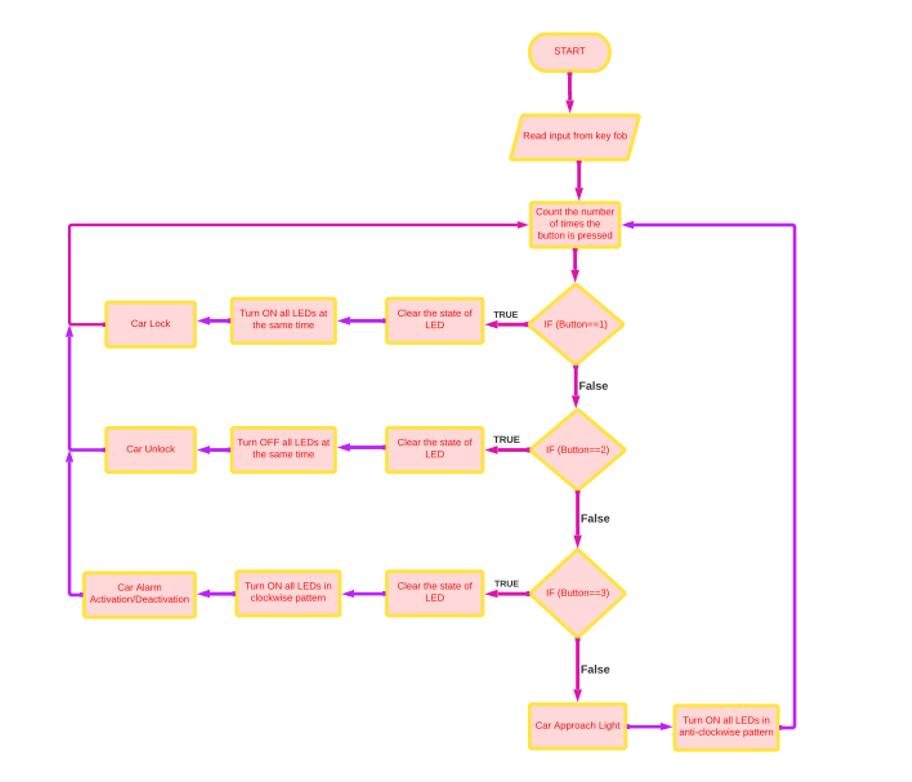 START
Read input from key fob
Count the number
of times the
button is pressed
IF (Button==1)
TRUE
Clear the state of
LED
Turn ON all LEDs at
the same time
Car Lock
False
IF (Button==2)
TRUE
Clear the state of
LED
Turn OFF all LEDs at
the same time
Car Unlock
False
IF (Button==3)
TRUE
Clear the state of
LED
Turn ON all LEDs in
clockwise pattern
Car Alarm
Activation/Deactivation
False
Car Approach Light
Turn ON all LEDs in
anti-clockwise pattern